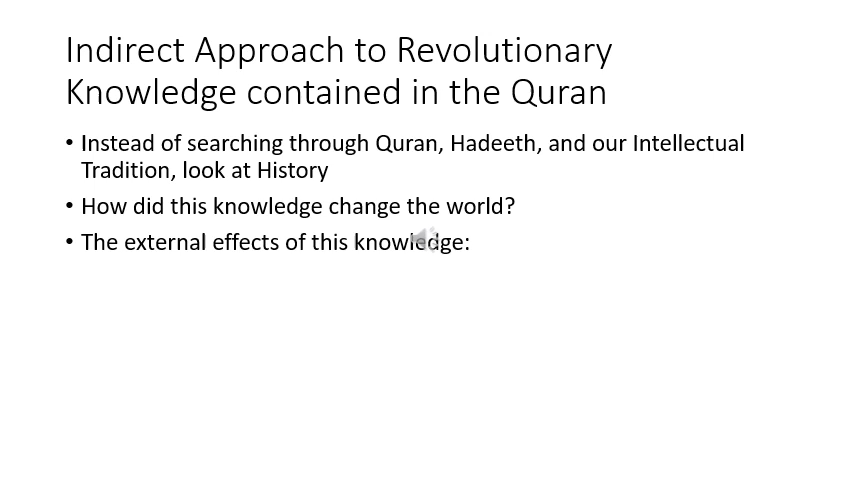 Indirect Approach to Revolutionary
Knowledge contained in the Quran
• Instead of searching through Quran, Hadeeth, and our Intellectual
Tradition, look at History
• How did this knowledge change the world?
• The external effects of this knowledge: